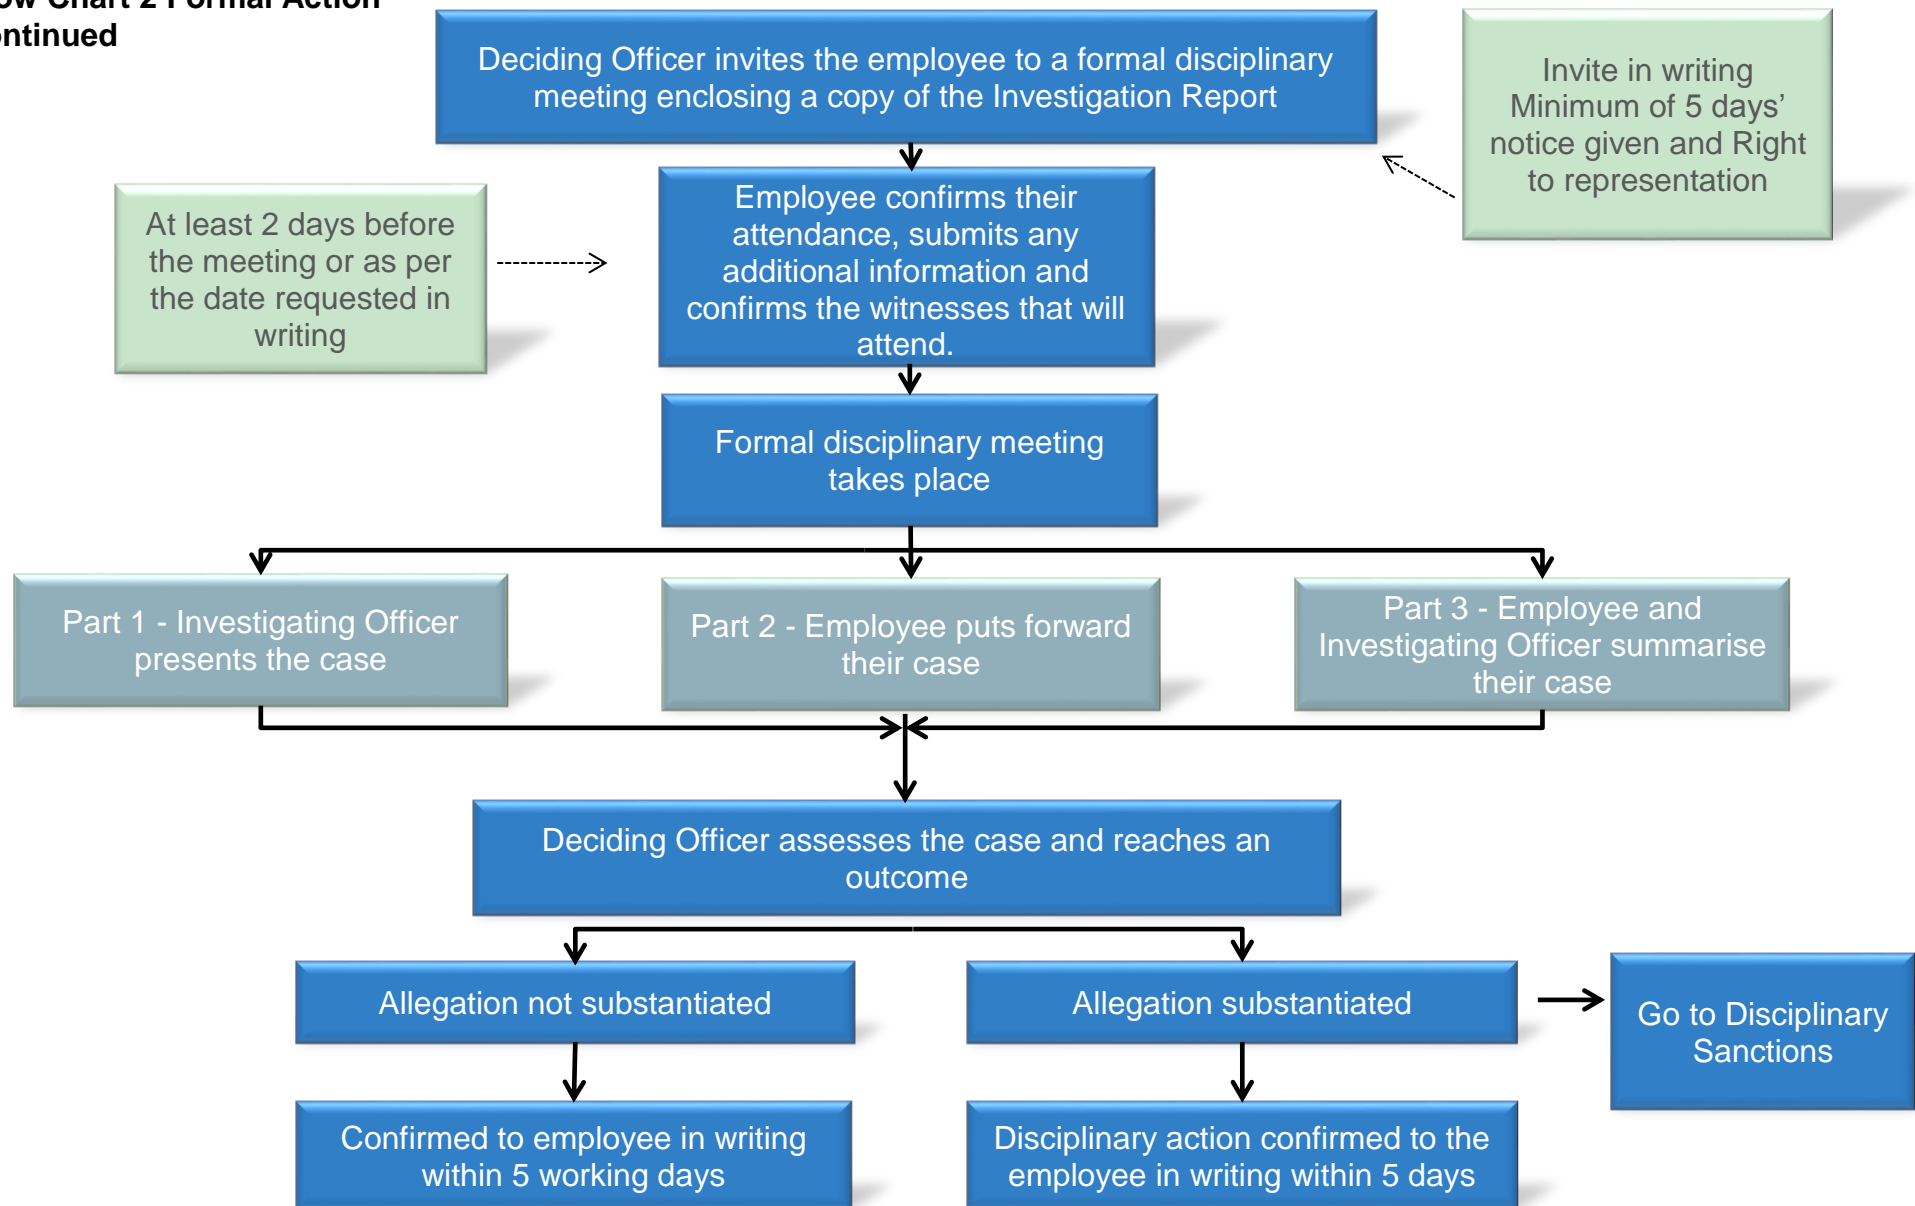 ow Chart 2 Formal Action
ontinued
Deciding Officer invites the employee to a formal disciplinary
meeting enclosing a copy of the Investigation Report
Invite in writing
Minimum of 5 days’
notice given and Right
to representation
At least 2 days before
the meeting or as per
the date requested in
writing
Employee confirms their
attendance, submits any
additional information and
confirms the witnesses that will
attend.
Formal disciplinary meeting
takes place
Part 1 - Investigating Officer
presents the case
Part 2 - Employee puts forward
their case
Part 3 - Employee and
Investigating Officer summarise
their case
Deciding Officer assesses the case and reaches an
outcome
Allegation not substantiated
Allegation substantiated
Go to Disciplinary
Sanctions
Confirmed to employee in writing
within 5 working days
Disciplinary action confirmed to the
employee in writing within 5 days